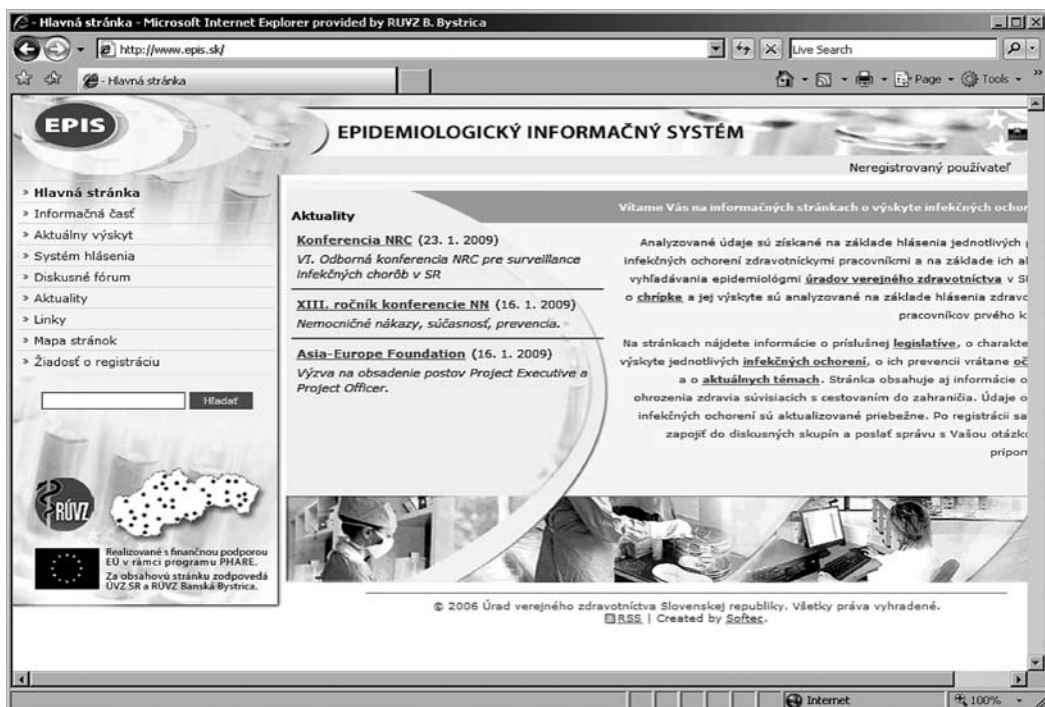 - Hlavná stránka - Microsoft Internet Explorer provided by RUVZ B. Bystrica
http://www.epis.sk/
Live Search
- Hlavná stránka
Page
Tools
EPIS
EPIDEMIOLOGICKÝ INFORMAČNÝ SYSTÉM
Neregistrovaný používateľ
» Hlavná stránka
» Informačná časť
» Aktuálny výskyt
» Systém hlásenia
» Diskusné fórum
» Aktuality
» Linky
» Mapa stránok
» Žiadosť o registráciu
Hľadať
RÚVZ
Realizované s finančnou podporou
EÚ v rámci programu PHARE.
Za obsahovú stránku zodpovedá
ÚVZ SR a RÚVZ Banská Bystrica.
Aktuality
Konferencia NRC (23. 1. 2009)
VI. Odborná konferencia NRC pre surveillance
infekčných chorôb v SR
XIII. ročník konferencie NN (16. 1. 2009)
Nemocničné nákazy, súčasnosť, prevencia.
Asia-Europe Foundation (16. 1. 2009)
Výzva na obsadenie postov Project Executive a
Project Officer.
Vítame Vás na informačných stránkach o výskyte infekčných ochor
Analyzované údaje sú získané na základe hlásenia jednotlivých
infekčných ochorení zdravotníckymi pracovníkmi a na základe ich
vyhľadávania epidemiológmi úradov verejného zdravotníctva v
o chrípke a jej výskyte sú analyzované na základe hlásenia zdravo
pracovníkov prvého
Na stránkach nájdete informácie o príslušnej legislatíve, o charakte
výskyte jednotlivých infekčných ochorení, o ich prevencii vrátane oč
a o aktuálnych témach. Stránka obsahuje aj informácie o
ohrozenia zdravia súvisiacich s cestovaním do zahraničia. Údaje o
infekčných ochorení sú aktualizované priebežne. Po registrácii sa
zapojiť do diskusných skupín a poslať správu s Vašou otázko
pripom
© 2006 Úrad verejného zdravotníctva Slovenskej republiky. Všetky práva vyhradené.
RSS | Created by Softec.
Internet
100%